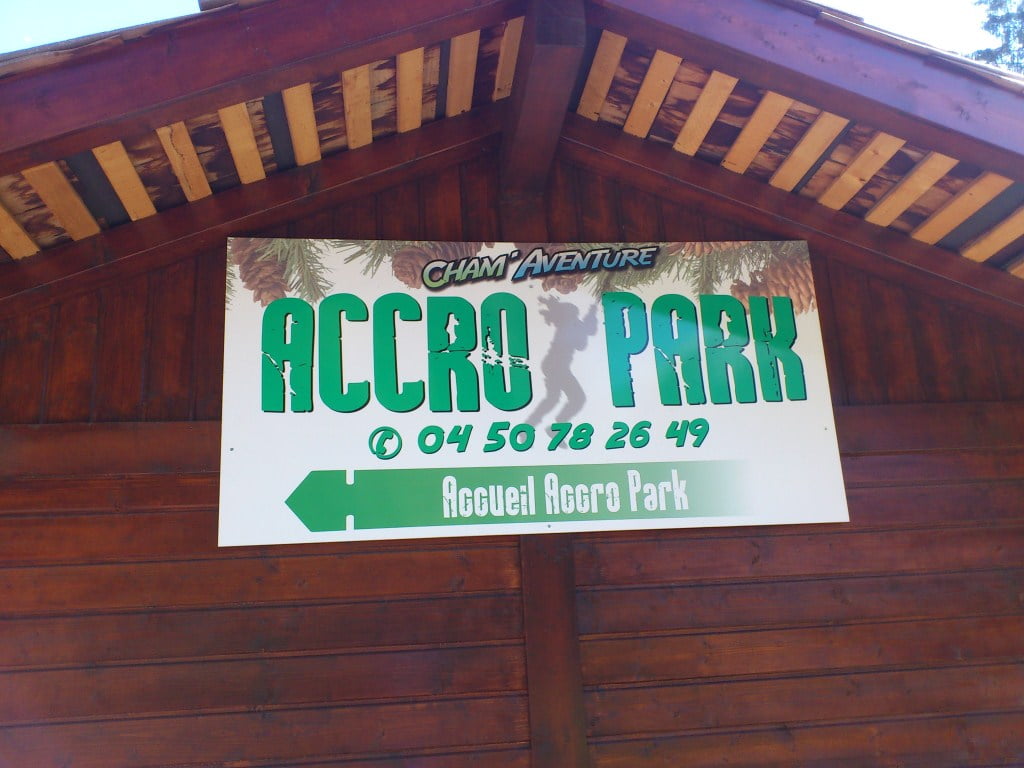 CHAM'AVENTURE
ACCRO PARK
04 50 78 26 49
Accueil Accro Park